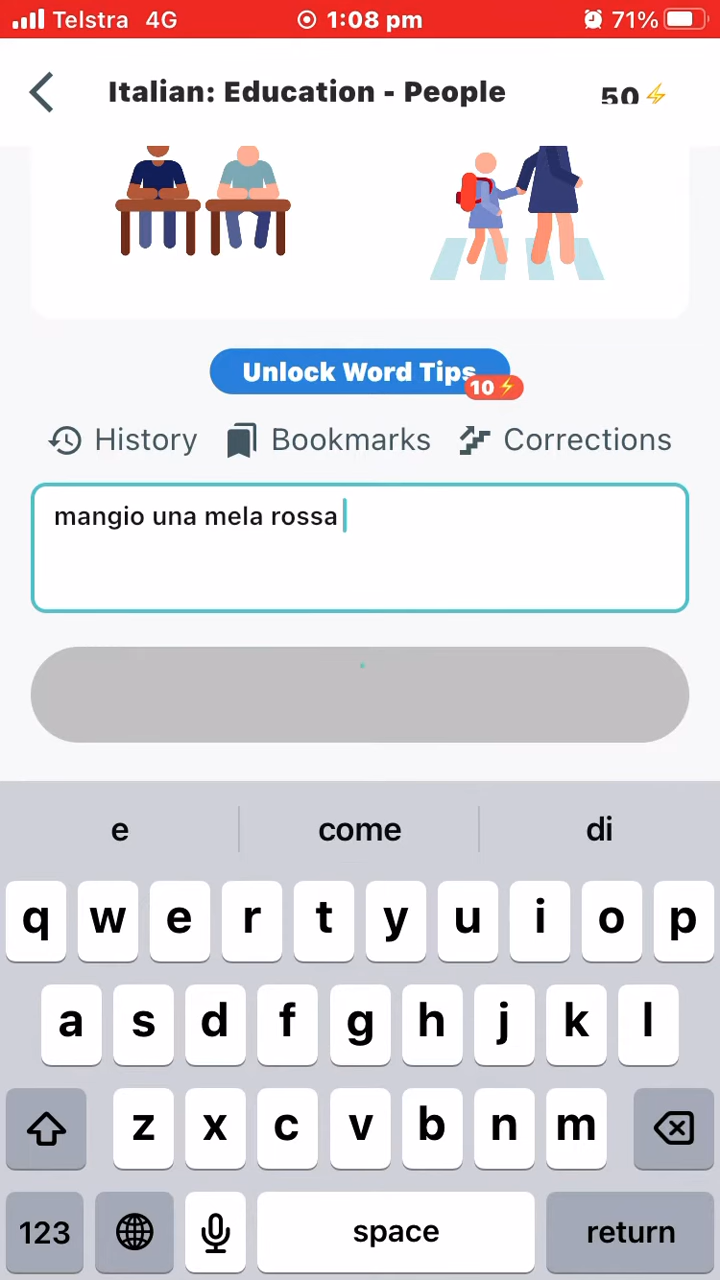 Telstra 4G 1:08 pm 71%
Italian: Education - People 50
Unlock Word Tips
10
History Bookmarks Corrections
mangio una mela rossa
e come di
q w e r t y u i o p
a s d f g h j k l
z x c v b n m
123 space return